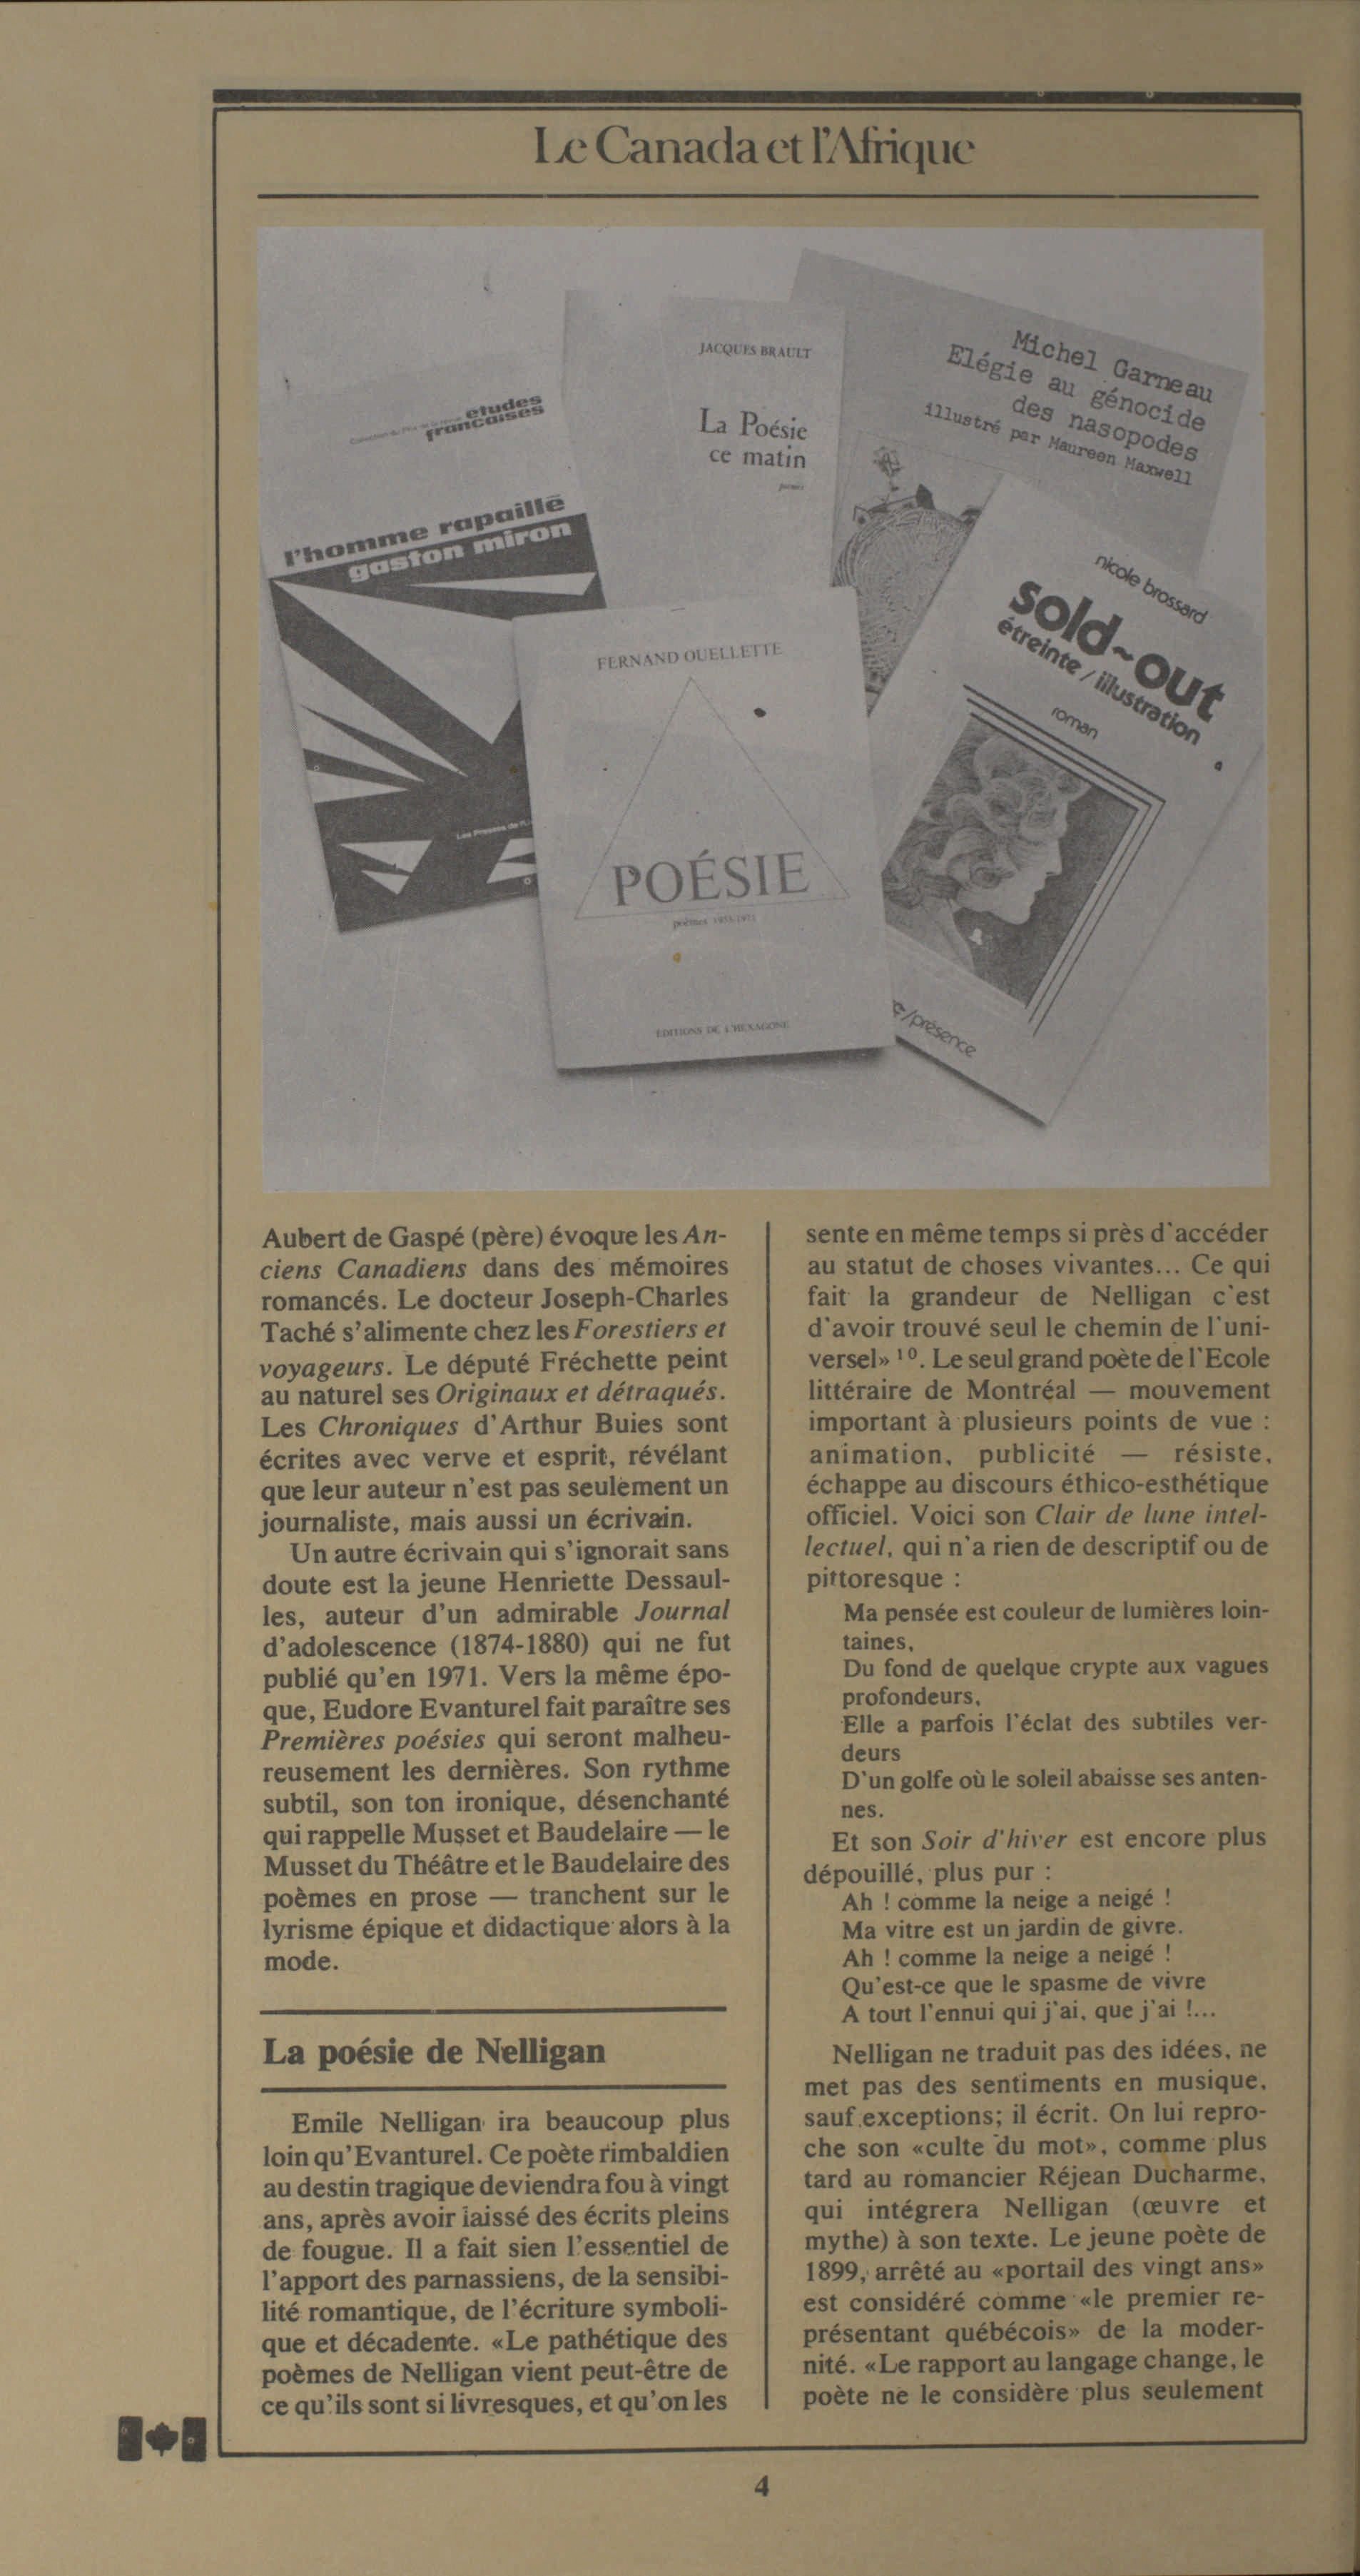 Le Canada et l'Afrique
études
françaises
l'homme rapaillé
gaston miron
Les Presses de
JACQUES BRAULT
La Poésie
ce matin
poèmes
Michel Garneau
Elégie au génocide
des nasopodes
illustré par Maureen Maxwell
nicole brossard
sold~out
étreinte / illustration
roman
/présence
FERNAND OUELLETTE
POÉSIE
poèmes 1953-1971
EDITIONS DE L'HEXAGONE
Aubert de Gaspé (père) évoque les An-
ciens Canadiens dans des mémoires
romancés. Le docteur Joseph-Charles
Taché s'alimente chez les Forestiers et
voyageurs. Le député Fréchette peint
au naturel ses Originaux et détraqués.
Les Chroniques d'Arthur Buies sont
écrites avec verve et esprit, révélant
que leur auteur n'est pas seulement un
journaliste, mais aussi un écrivain.
Un autre écrivain qui s'ignorait sans
doute est la jeune Henriette Dessaul-
les, auteur d'un admirable Journal
d'adolescence (1874-1880) qui ne fut
publié qu'en 1971. Vers la même épo-
que, Eudore Evanturel fait paraître ses
Premières poésies qui seront malheu-
reusement les dernières. Son rythme
subtil, son ton ironique, désenchanté
qui rappelle Musset et Baudelaire — le
Musset du Théâtre et le Baudelaire des
poèmes en prose — tranchent sur le
lyrisme épique et didactique alors à la
mode.
La poésie de Nelligan
Emile Nelligan ira beaucoup plus
loin qu'Evanturel. Ce poète rimbaldien
au destin tragique deviendra fou à vingt
ans, après avoir laissé des écrits pleins
de fougue. Il a fait sien l'essentiel de
l'apport des parnassiens, de la sensibi-
lité romantique, de l'écriture symboli-
que et décadente. «Le pathétique des
poèmes de Nelligan vient peut-être de
ce qu'ils sont si livresques, et qu'on les
sente en même temps si près d'accéder
au statut de choses vivantes... Ce qui
fait la grandeur de Nelligan c'est
d'avoir trouvé seul le chemin de l'uni-
versel» ¹⁰. Le seul grand poète de l'Ecole
littéraire de Montréal — mouvement
important à plusieurs points de vue :
animation, publicité — résiste,
échappe au discours éthico-esthétique
officiel. Voici son Clair de lune intel-
lectuel, qui n'a rien de descriptif ou de
pittoresque :
Ma pensée est couleur de lumières loin-
taines,
Du fond de quelque crypte aux vagues
profondeurs,
Elle a parfois l'éclat des subtiles ver-
deurs
D'un golfe où le soleil abaisse ses anten-
nes.
Et son Soir d'hiver est encore plus
dépouillé, plus pur :
Ah ! comme la neige a neigé !
Ma vitre est un jardin de givre.
Ah ! comme la neige a neigé !
Qu'est-ce que le spasme de vivre
A tout l'ennui qui j'ai, que j'ai !...
Nelligan ne traduit pas des idées, ne
met pas des sentiments en musique,
sauf exceptions; il écrit. On lui repro-
che son «culte du mot», comme plus
tard au romancier Réjean Ducharme,
qui intégrera Nelligan (œuvre et
mythe) à son texte. Le jeune poète de
1899, arrêté au «portail des vingt ans»
est considéré comme «le premier re-
présentant québécois» de la moder-
nité. «Le rapport au langage change, le
poète ne le considère plus seulement
4